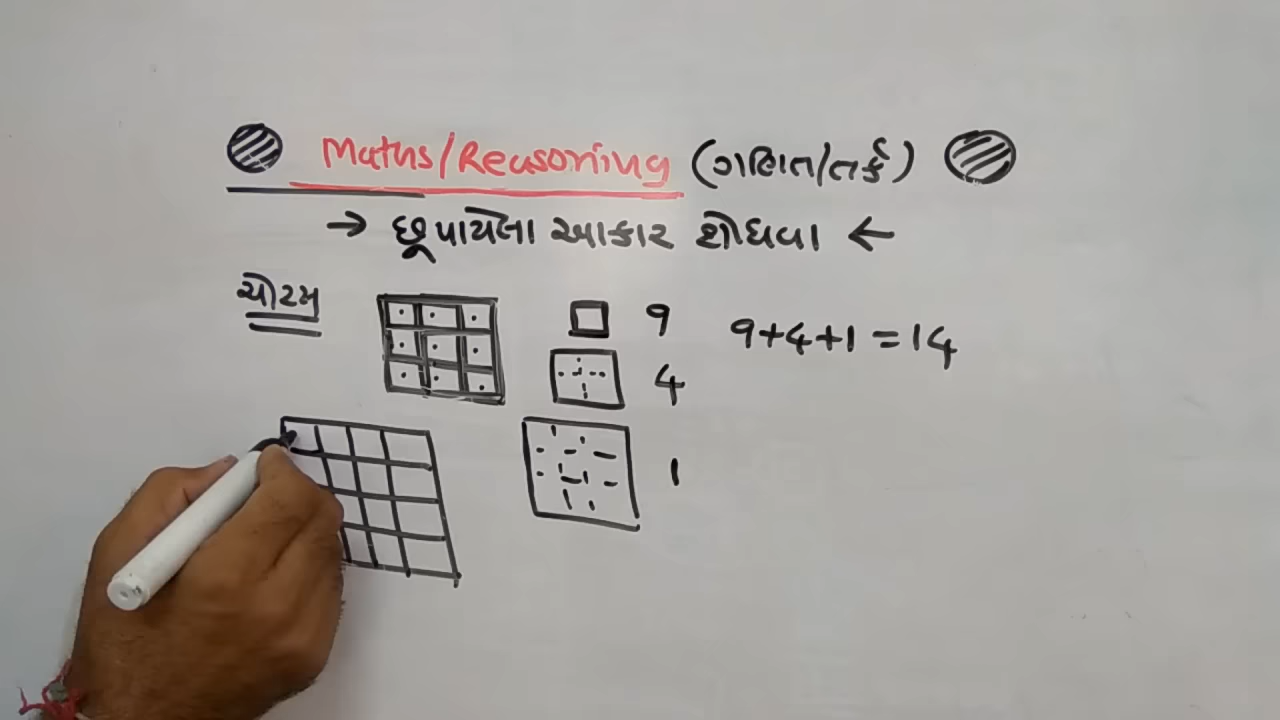 Maths/Reasoning (ગણિત/તર્ક)
→ છૂપાયેલા આકાર શોધવા ←
ચોરસ
9
9+4+1=14
4
1